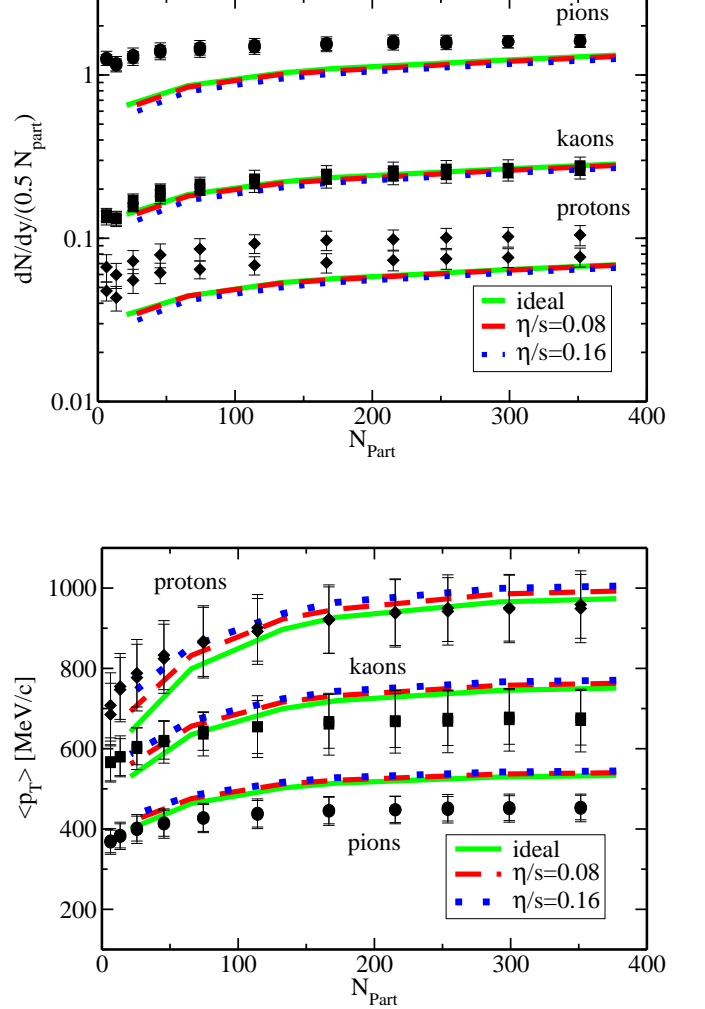 pions
1
dN/dy/(0.5 N_part)
kaons
protons
0.1
ideal
η/s=0.08
η/s=0.16
0.01
0 100 200 300 400
N_Part
1000
protons
800
kaons
<p_T> [MeV/c]
600
400
pions
ideal
η/s=0.08
200
η/s=0.16
0 100 200 300 400
N_Part